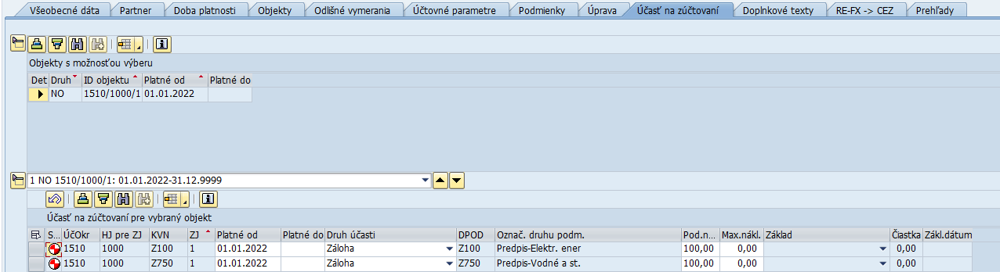 Všeobecné dáta Partner Doba platnosti Objekty Odlišné vymerania Účtovné parametre Podmienky Úprava Účasť na zúčtovaní Doplnkové texty RE-FX -> CEZ Prehľady
Objekty s možnosťou výberu
Det Druh ID objektu Platné od Platné do
NO 1510/1000/1 01.01.2022
1 NO 1510/1000/1: 01.01.2022-31.12.9999
Účasť na zúčtovaní pre vybraný objekt
S... ÚčOkr HJ pre ZJ KVN ZJ Platné od Platné do Druh účasti DPOD Označ. druhu podm. Pod.n... Max.nákl. Základ Čiastka Zákl.dátum
1510 1000 Z100 1 01.01.2022 Záloha Z100 Predpis-Elektr. ener 100,00 0,00 0,00
1510 1000 Z750 1 01.01.2022 Záloha Z750 Predpis-Vodné a st. 100,00 0,00 0,00